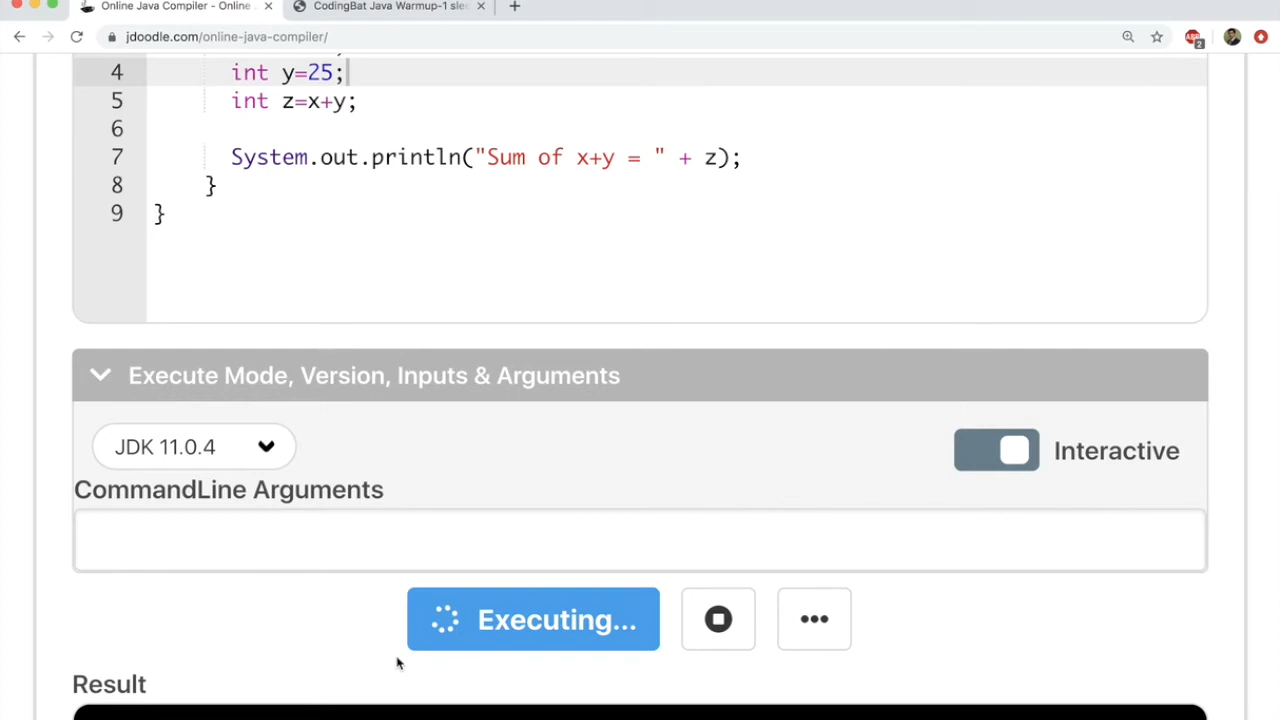 Online Java Compiler - Online
CodingBat Java Warmup-1 slee
jdoodle.com/online-java-compiler/
2
4 int y=25;
5 int z=x+y;
6
7 System.out.println("Sum of x+y = " + z);
8 }
9 }
Execute Mode, Version, Inputs & Arguments
JDK 11.0.4
Interactive
CommandLine Arguments
Executing...
Result